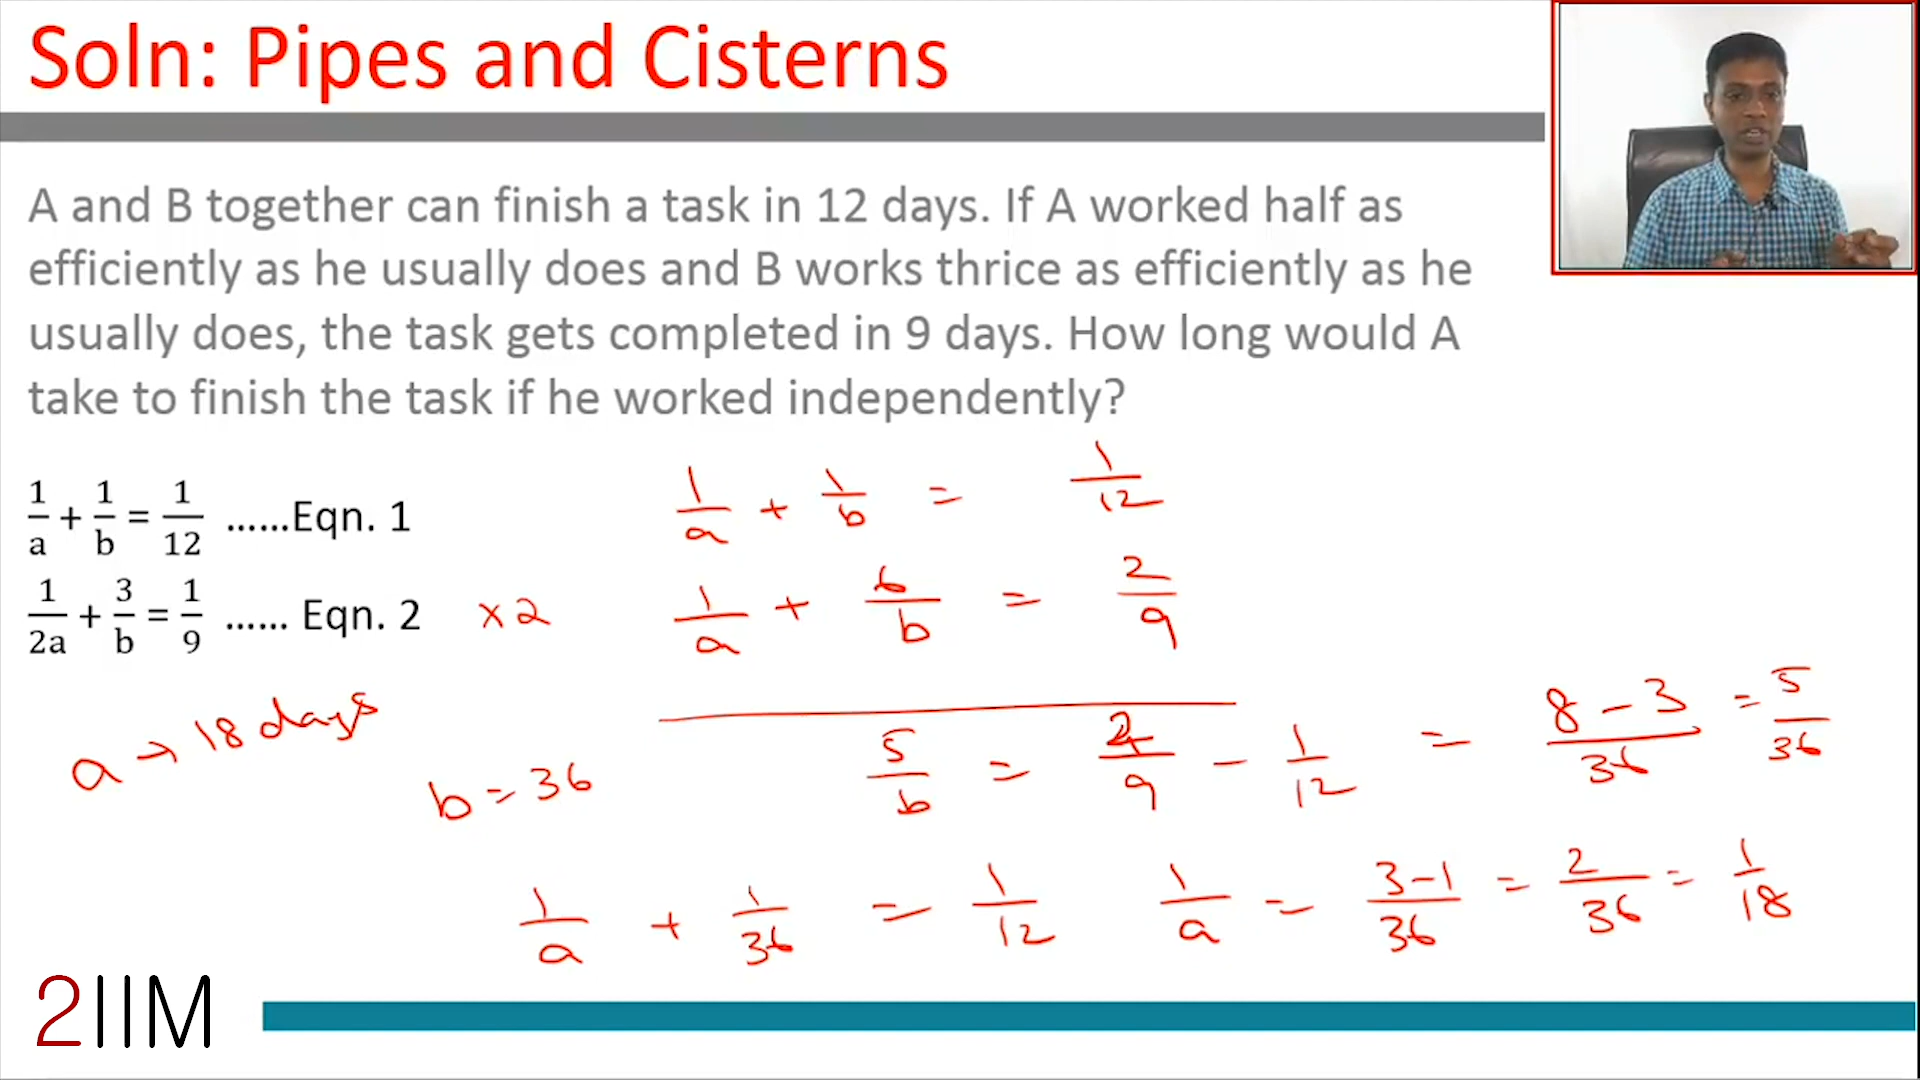 Soln: Pipes and Cisterns
A and B together can finish a task in 12 days. If A worked half as
efficiently as he usually does and B works thrice as efficiently as he
usually does, the task gets completed in 9 days. How long would A
take to finish the task if he worked independently?
1/a + 1/b = 1/12 ......Eqn. 1
1/2a + 3/b = 1/9 ...... Eqn. 2 ×2
1/a + 1/b = 1/12
1/a + 6/b = 2/9
a → 18 days
b = 36
5/b = 2/9 - 1/12 = 8-3/36 = 5/36
1/a + 1/36 = 1/12
1/a = 3-1/36 = 2/36 = 1/18
2IIM